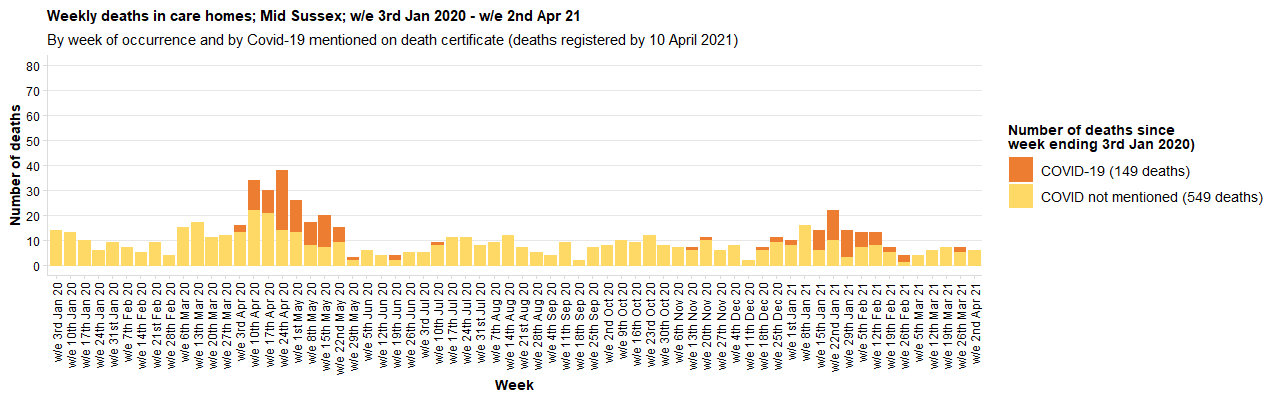 Weekly deaths in care homes; Mid Sussex; w/e 3rd Jan 2020 - w/e 2nd Apr 21
By week of occurrence and by Covid-19 mentioned on death certificate (deaths registered by 10 April 2021)
80
70
60
50
40
30
20
10
0
Number of deaths
w/e 3rd Jan 20
w/e 10th Jan 20
w/e 17th Jan 20
w/e 24th Jan 20
w/e 31st Jan 20
w/e 7th Feb 20
w/e 14th Feb 20
w/e 21st Feb 20
w/e 28th Feb 20
w/e 6th Mar 20
w/e 13th Mar 20
w/e 20th Mar 20
w/e 27th Mar 20
w/e 3rd Apr 20
w/e 10th Apr 20
w/e 17th Apr 20
w/e 24th Apr 20
w/e 1st May 20
w/e 8th May 20
w/e 15th May 20
w/e 22nd May 20
w/e 29th May 20
w/e 5th Jun 20
w/e 12th Jun 20
w/e 19th Jun 20
w/e 26th Jun 20
w/e 3rd Jul 20
w/e 10th Jul 20
w/e 17th Jul 20
w/e 24th Jul 20
w/e 31st Jul 20
w/e 7th Aug 20
w/e 14th Aug 20
w/e 21st Aug 20
w/e 28th Aug 20
w/e 4th Sep 20
w/e 11th Sep 20
w/e 18th Sep 20
w/e 25th Sep 20
w/e 2nd Oct 20
w/e 9th Oct 20
w/e 16th Oct 20
w/e 23rd Oct 20
w/e 30th Oct 20
w/e 6th Nov 20
w/e 13th Nov 20
w/e 20th Nov 20
w/e 27th Nov 20
w/e 4th Dec 20
w/e 11th Dec 20
w/e 18th Dec 20
w/e 25th Dec 20
w/e 1st Jan 21
w/e 8th Jan 21
w/e 15th Jan 21
w/e 22nd Jan 21
w/e 29th Jan 21
w/e 5th Feb 21
w/e 12th Feb 21
w/e 19th Feb 21
w/e 26th Feb 21
w/e 5th Mar 21
w/e 12th Mar 21
w/e 19th Mar 21
w/e 26th Mar 21
w/e 2nd Apr 21
Week
Number of deaths since
week ending 3rd Jan 2020)
COVID-19 (149 deaths)
COVID not mentioned (549 deaths)